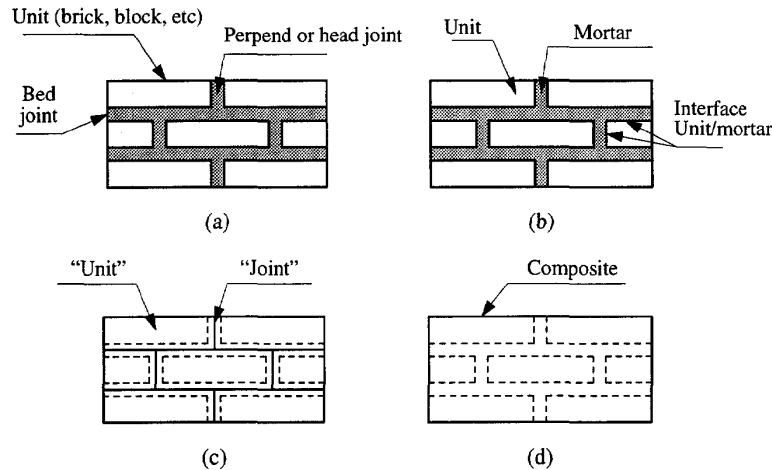 Unit (brick, block, etc)
Perpend or head joint
Bed
joint
(a)
Unit
Mortar
Interface
Unit/mortar
(b)
“Unit”
“Joint”
(c)
Composite
(d)